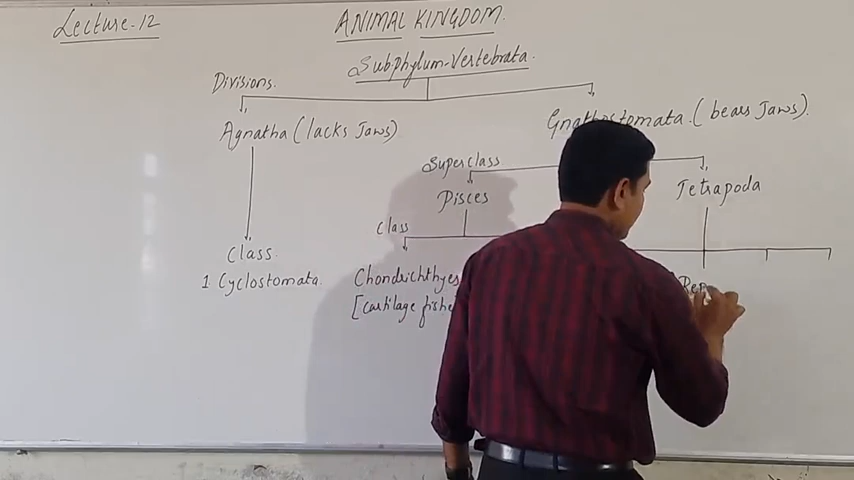 Lecture-12
ANIMAL KINGDOM.
Subphylum-Vertebrata.
Divisions.
Agnatha (lacks Jaws)
Gnathostomata. (bears Jaws).
Superclass
Pisces
Tetrapoda
Class
Class
1. Cyclostomata.
Chondrichthyes
[cartilage fishe
Rep